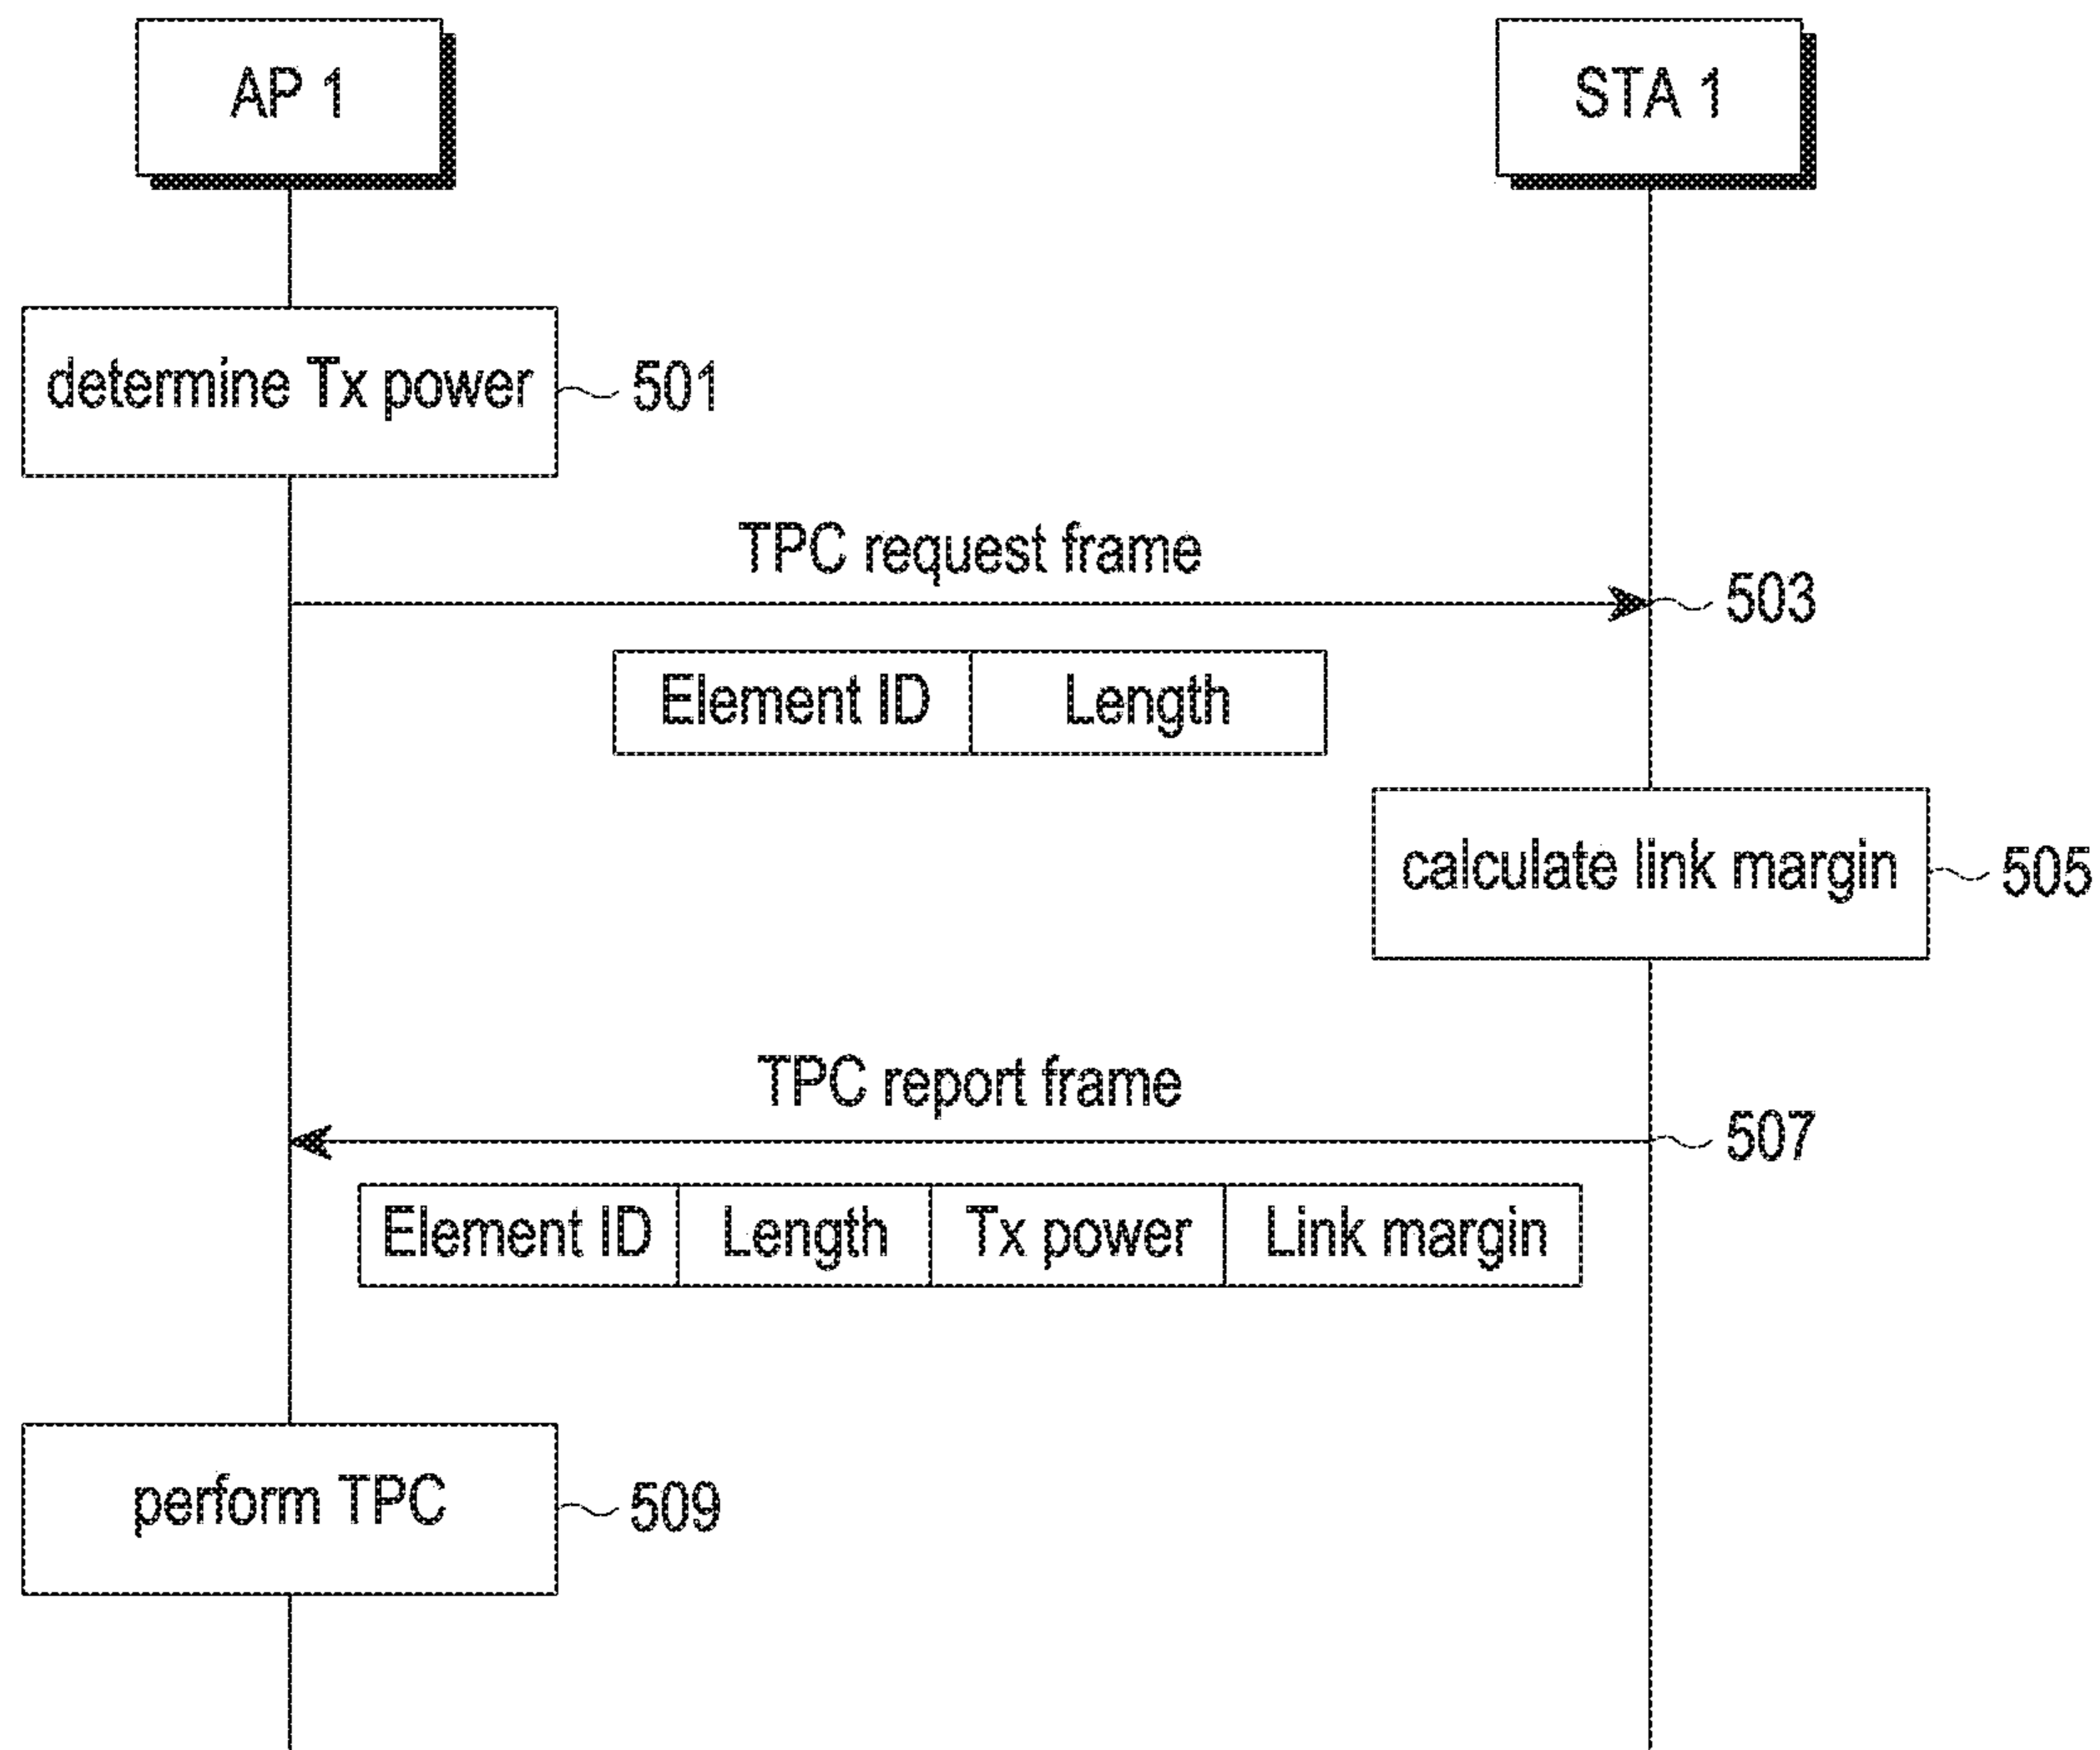 AP 1
STA 1
determine Tx power
501
TPC request frame
503
Element ID
Length
calculate link margin
505
TPC report frame
507
Element ID
Length
Tx power
Link margin
perform TPC
509